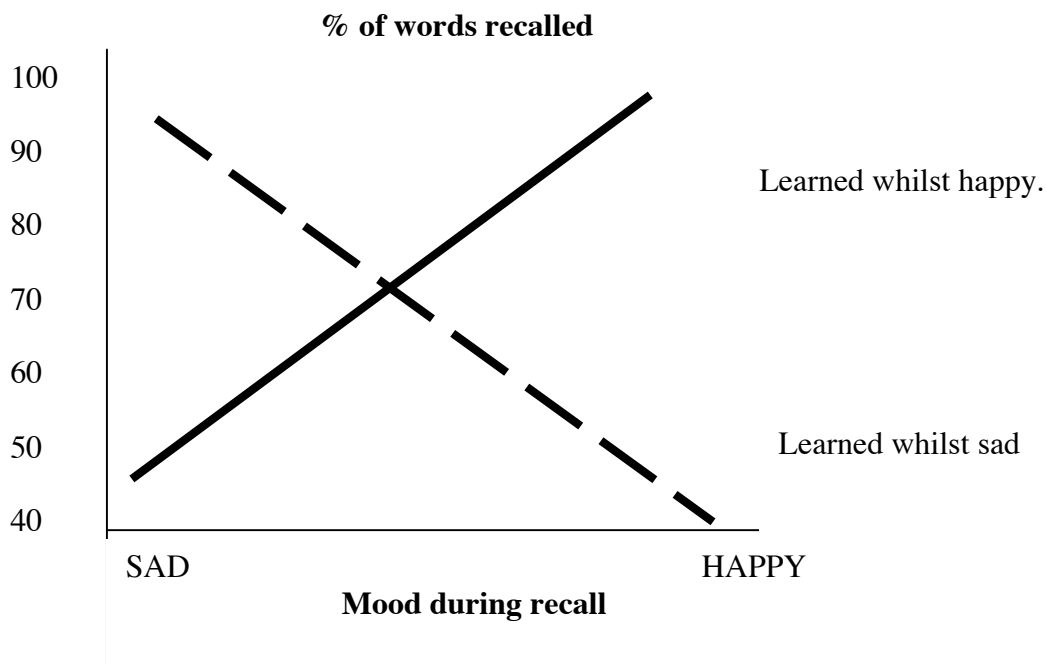 % of words recalled
100
90
80
70
60
50
40
Learned whilst happy.
Learned whilst sad
SAD
HAPPY
Mood during recall